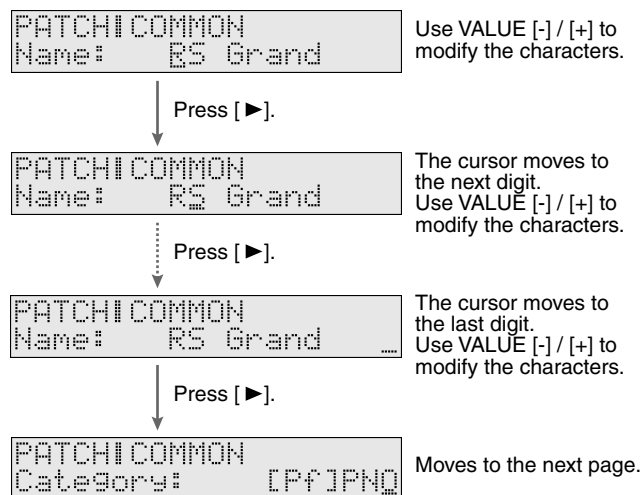 PATCH COMMON
Name: RS Grand
Use VALUE [-] / [+] to
modify the characters.
Press [ ► ].
PATCH COMMON
Name: RS Grand
The cursor moves to
the next digit.
Use VALUE [-] / [+] to
modify the characters.
Press [ ► ].
PATCH COMMON
Name: RS Grand _
The cursor moves to
the last digit.
Use VALUE [-] / [+] to
modify the characters.
Press [ ► ].
PATCH COMMON
Category: [Pf]PNO
Moves to the next page.